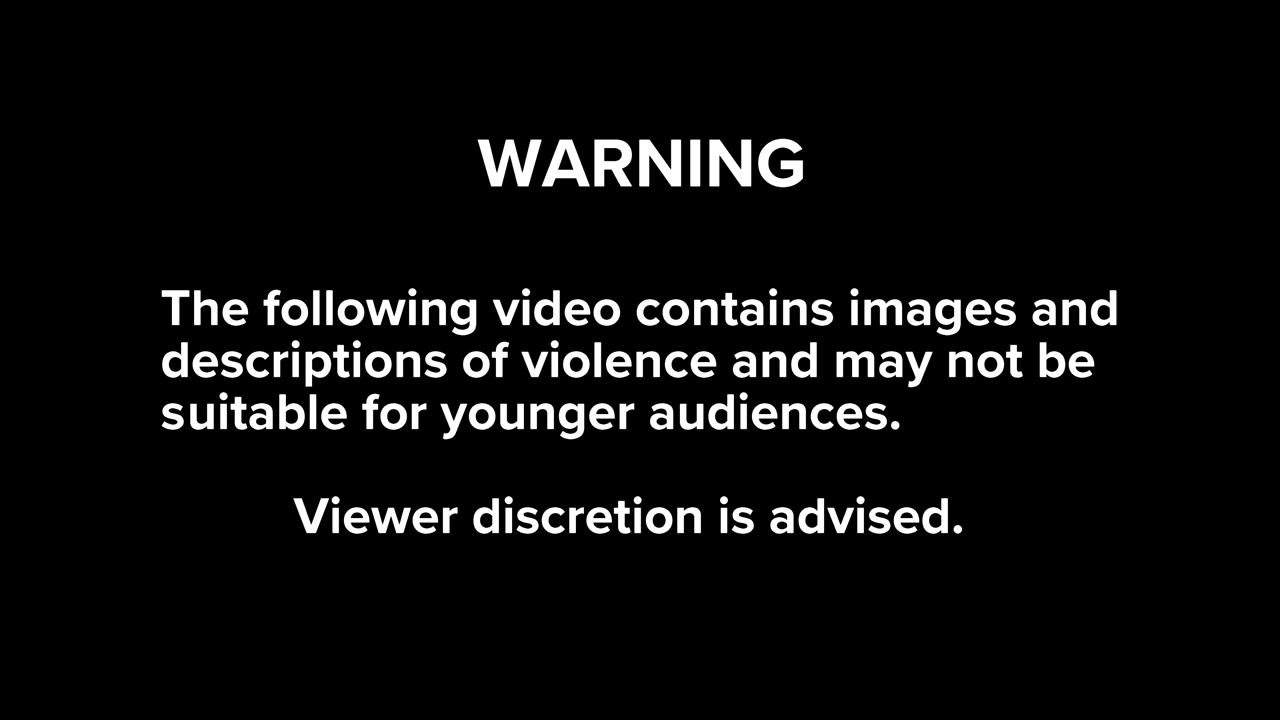 WARNING
The following video contains images and
descriptions of violence and may not be
suitable for younger audiences.
Viewer discretion is advised.